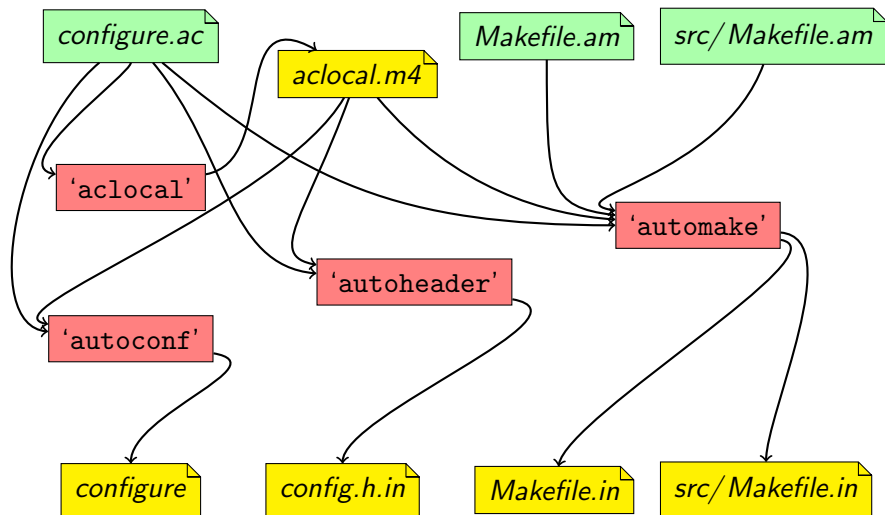 configure.ac
Makefile.am
src/Makefile.am
aclocal.m4
‘aclocal’
‘automake’
‘autoheader’
‘autoconf’
configure
config.h.in
Makefile.in
src/Makefile.in